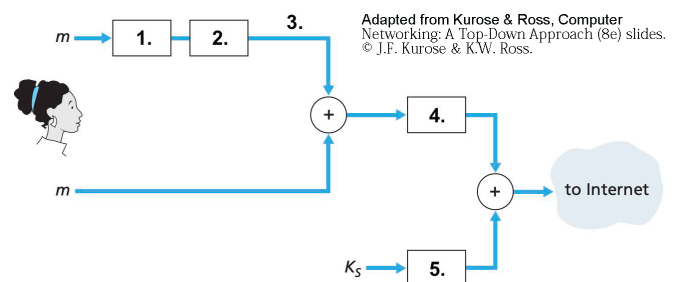 3.
Adapted from Kurose & Ross, Computer
Networking: A Top-Down Approach (8e) slides.
© J.F. Kurose & K.W. Ross.
m
1.
2.
+
4.
m
+
to Internet
KS
5.